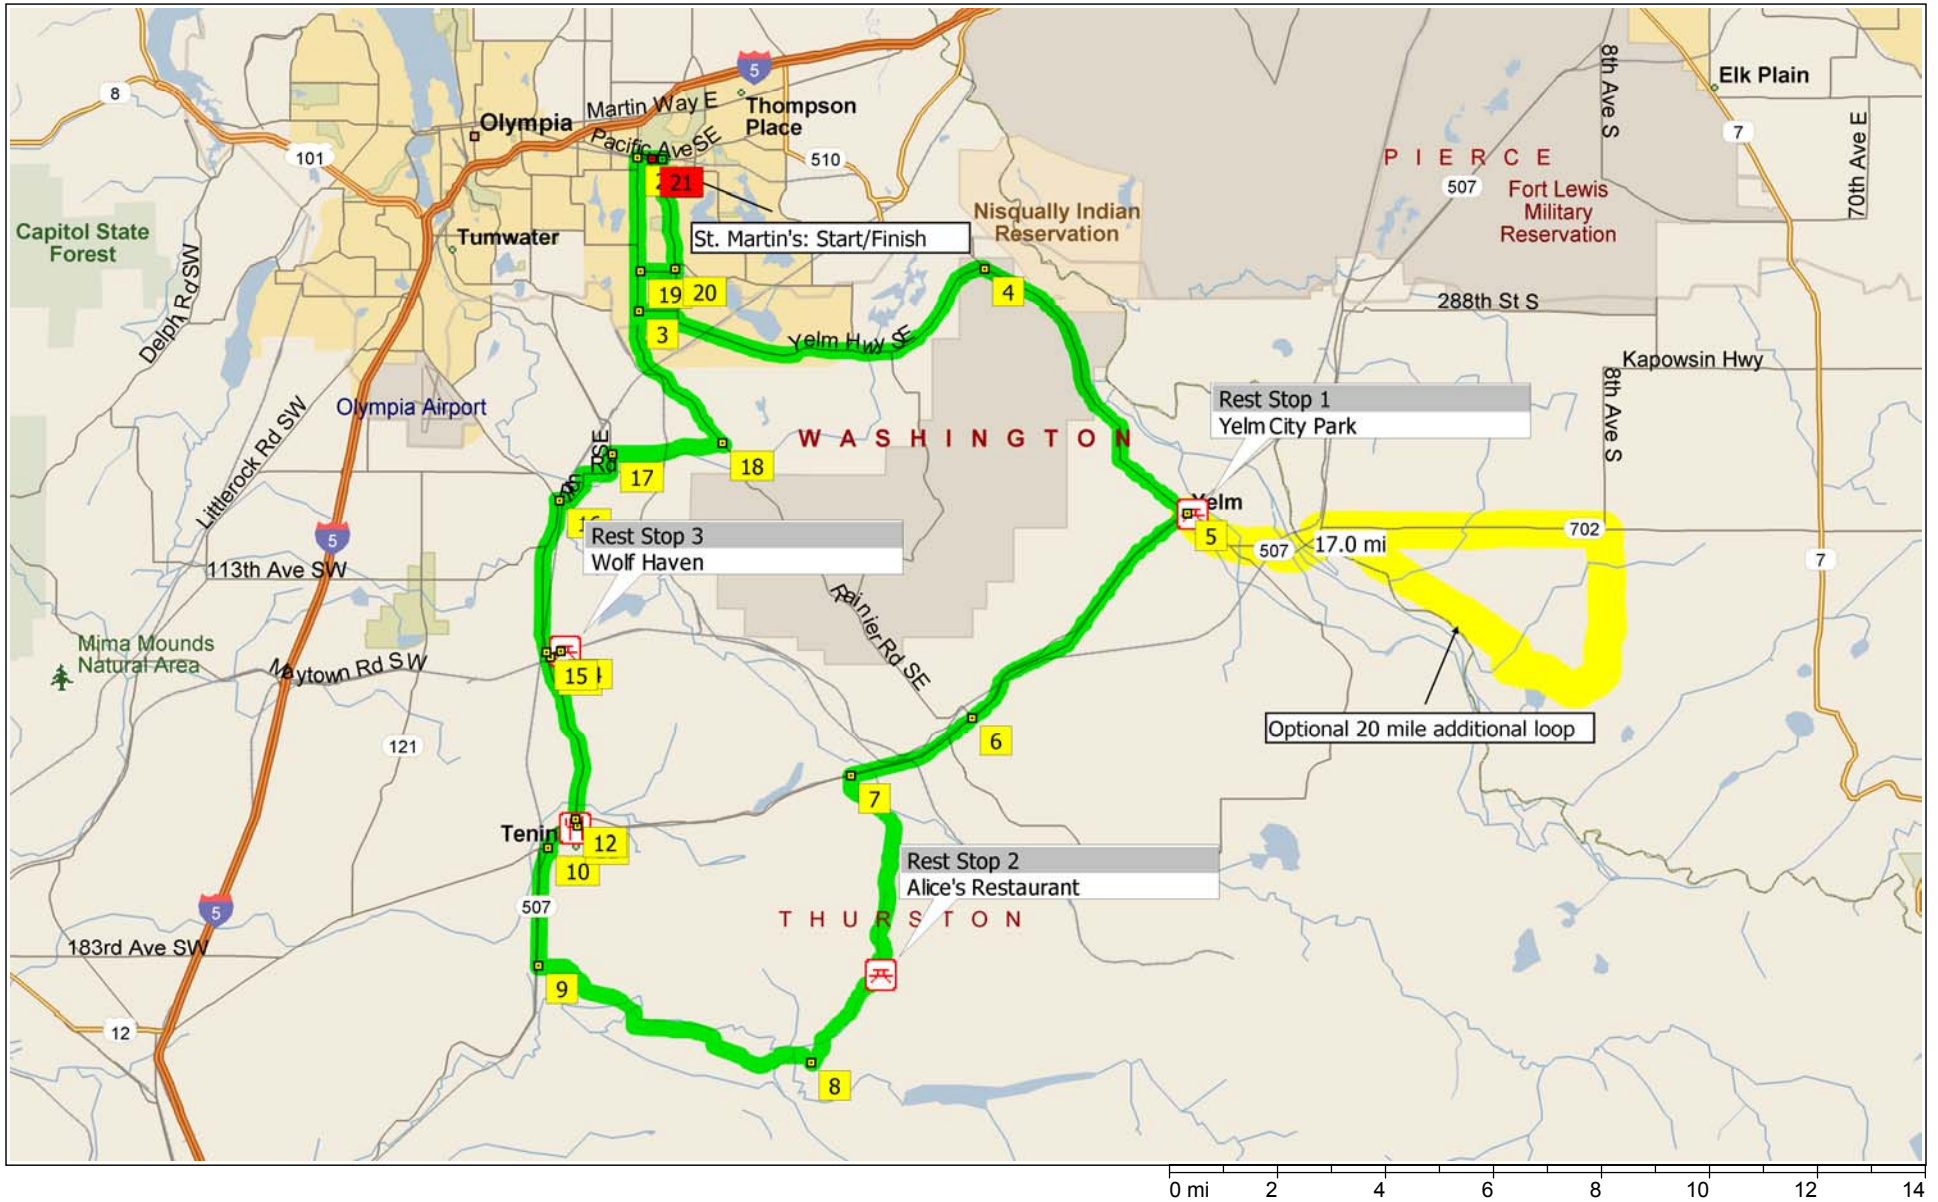 8
101
Olympia
Martin Way E
5
Thompson
Place
Pacific Ave SE
510
21
St. Martin's: Start/Finish
Nisqually Indian
Reservation
P I E R C E
507
Fort Lewis
Military
Reservation
8th Ave S
Elk Plain
7
70th Ave E
Capitol State
Forest
Delph Rd SW
Tumwater
19
20
3
4
Yelm Hwy SE
288th St S
Kapowsin Hwy
8th Ave S
Olympia Airport
Littlerock Rd SW
Rest Stop 1
Yelm City Park
W A S H I N G T O N
SE
Rd
17
18
16
Yelm
5
507
17.0 mi
702
7
5
Rest Stop 3
Wolf Haven
113th Ave SW
Rainier Rd SE
Mima Mounds
Natural Area
Maytown Rd SW
15
121
6
Optional 20 mile additional loop
7
Tenin
12
10
507
Rest Stop 2
Alice's Restaurant
T H U R S T O N
5
183rd Ave SW
9
12
8
0 mi 2 4 6 8 10 12 14